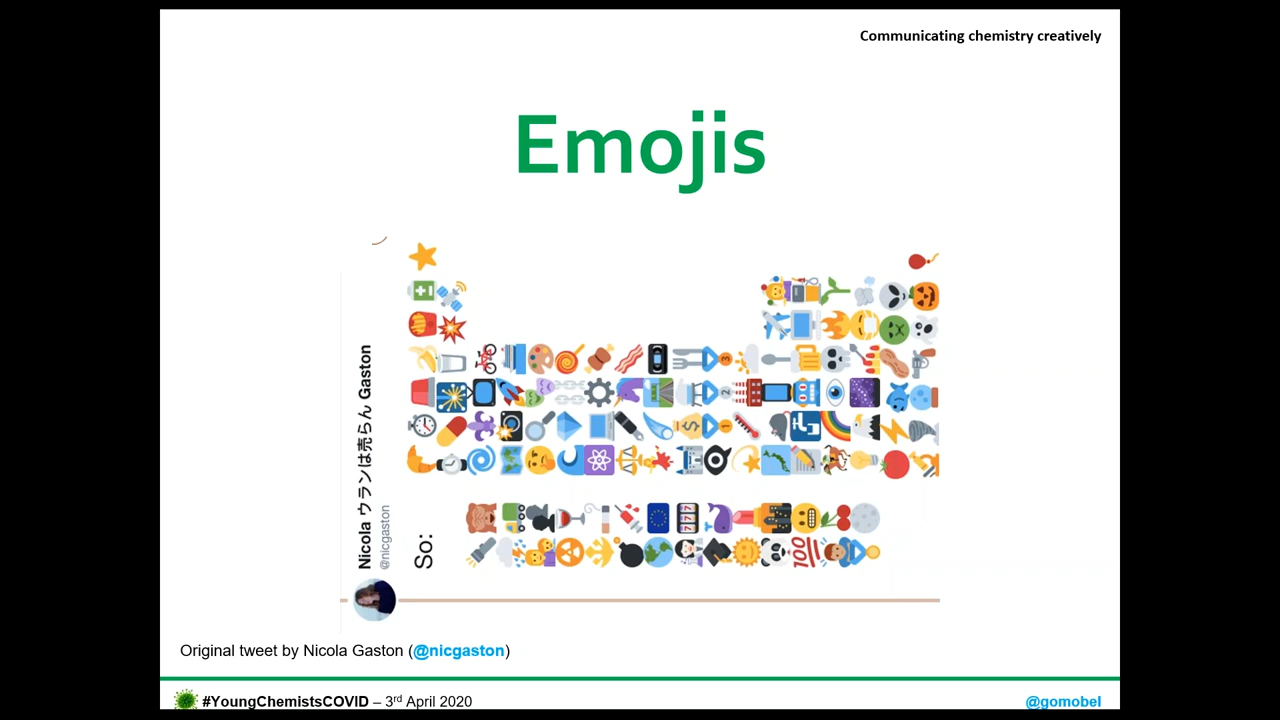 Communicating chemistry creatively
Emojis
Nicola ウランは売らん Gaston
@nicgaston
So:
Original tweet by Nicola Gaston (@nicgaston)
#YoungChemistsCOVID – 3rd April 2020
@gomobel